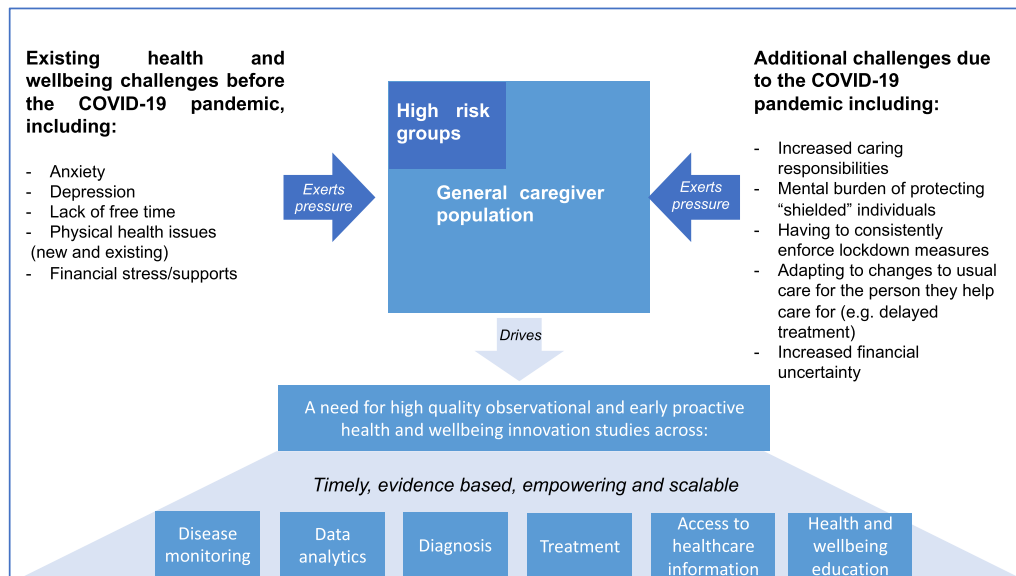 Existing health and
wellbeing challenges before
the COVID-19 pandemic,
including:
- Anxiety
- Depression
- Lack of free time
- Physical health issues
(new and existing)
- Financial stress/supports
Exerts
pressure
High risk
groups
General caregiver
population
Exerts
pressure
Additional challenges due
to the COVID-19
pandemic including:
- Increased caring
responsibilities
- Mental burden of protecting
“shielded” individuals
- Having to consistently
enforce lockdown measures
- Adapting to changes to usual
care for the person they help
care for (e.g. delayed
treatment)
- Increased financial
uncertainty
Drives
A need for high quality observational and early proactive
health and wellbeing innovation studies across:
Timely, evidence based, empowering and scalable
Disease
monitoring
Data
analytics
Diagnosis
Treatment
Access to
healthcare
information
Health and
wellbeing
education